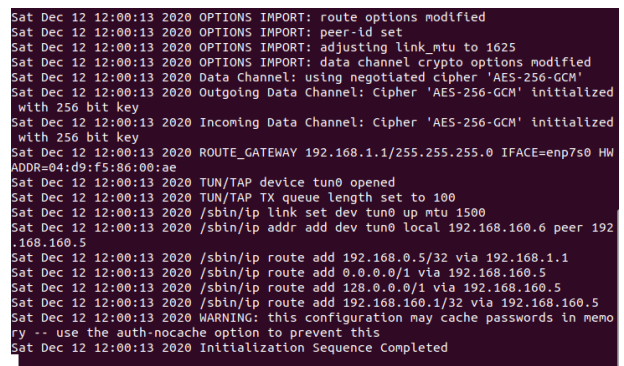 Sat Dec 12 12:00:13 2020 OPTIONS IMPORT: route options modified
Sat Dec 12 12:00:13 2020 OPTIONS IMPORT: peer-id set
Sat Dec 12 12:00:13 2020 OPTIONS IMPORT: adjusting link_mtu to 1625
Sat Dec 12 12:00:13 2020 OPTIONS IMPORT: data channel crypto options modified
Sat Dec 12 12:00:13 2020 Data Channel: using negotiated cipher 'AES-256-GCM'
Sat Dec 12 12:00:13 2020 Outgoing Data Channel: Cipher 'AES-256-GCM' initialized
 with 256 bit key
Sat Dec 12 12:00:13 2020 Incoming Data Channel: Cipher 'AES-256-GCM' initialized
 with 256 bit key
Sat Dec 12 12:00:13 2020 ROUTE_GATEWAY 192.168.1.1/255.255.255.0 IFACE=enp7s0 HW
ADDR=04:d9:f5:86:00:ae
Sat Dec 12 12:00:13 2020 TUN/TAP device tun0 opened
Sat Dec 12 12:00:13 2020 TUN/TAP TX queue length set to 100
Sat Dec 12 12:00:13 2020 /sbin/ip link set dev tun0 up mtu 1500
Sat Dec 12 12:00:13 2020 /sbin/ip addr add dev tun0 local 192.168.160.6 peer 192
.168.160.5
Sat Dec 12 12:00:13 2020 /sbin/ip route add 192.168.0.5/32 via 192.168.1.1
Sat Dec 12 12:00:13 2020 /sbin/ip route add 0.0.0.0/1 via 192.168.160.5
Sat Dec 12 12:00:13 2020 /sbin/ip route add 128.0.0.0/1 via 192.168.160.5
Sat Dec 12 12:00:13 2020 /sbin/ip route add 192.168.160.1/32 via 192.168.160.5
Sat Dec 12 12:00:13 2020 WARNING: this configuration may cache passwords in memo
ry -- use the auth-nocache option to prevent this
Sat Dec 12 12:00:13 2020 Initialization Sequence Completed